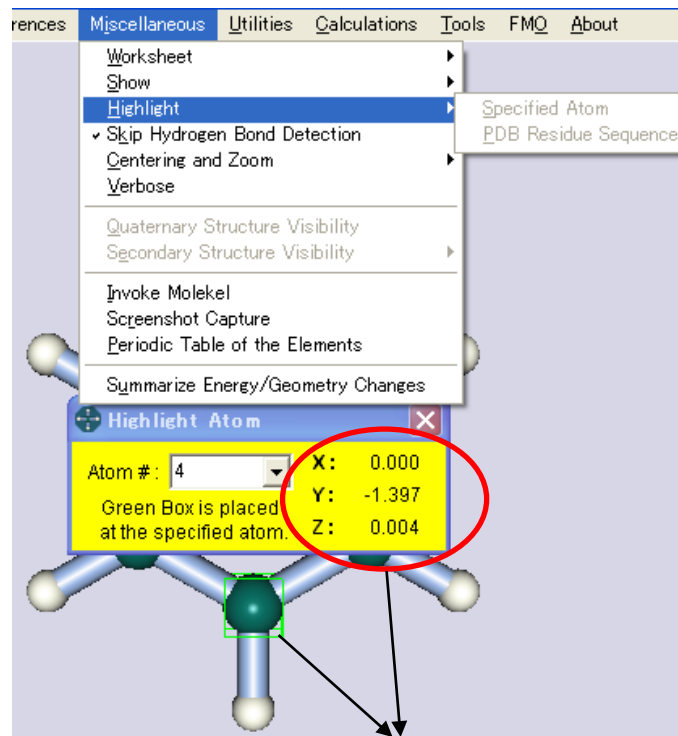 rences Miscellaneous Utilities Calculations Tools FMO About
Worksheet
Show
Highlight
Specified Atom
Skip Hydrogen Bond Detection
PDB Residue Sequence
Centering and Zoom
Verbose
Quaternary Structure Visibility
Secondary Structure Visibility
Invoke Molekel
Screenshot Capture
Periodic Table of the Elements
Summarize Energy/Geometry Changes
Highlight Atom
Atom # : 4
Green Box is placed
at the specified atom.
X : 0.000
Y : -1.397
Z : 0.004